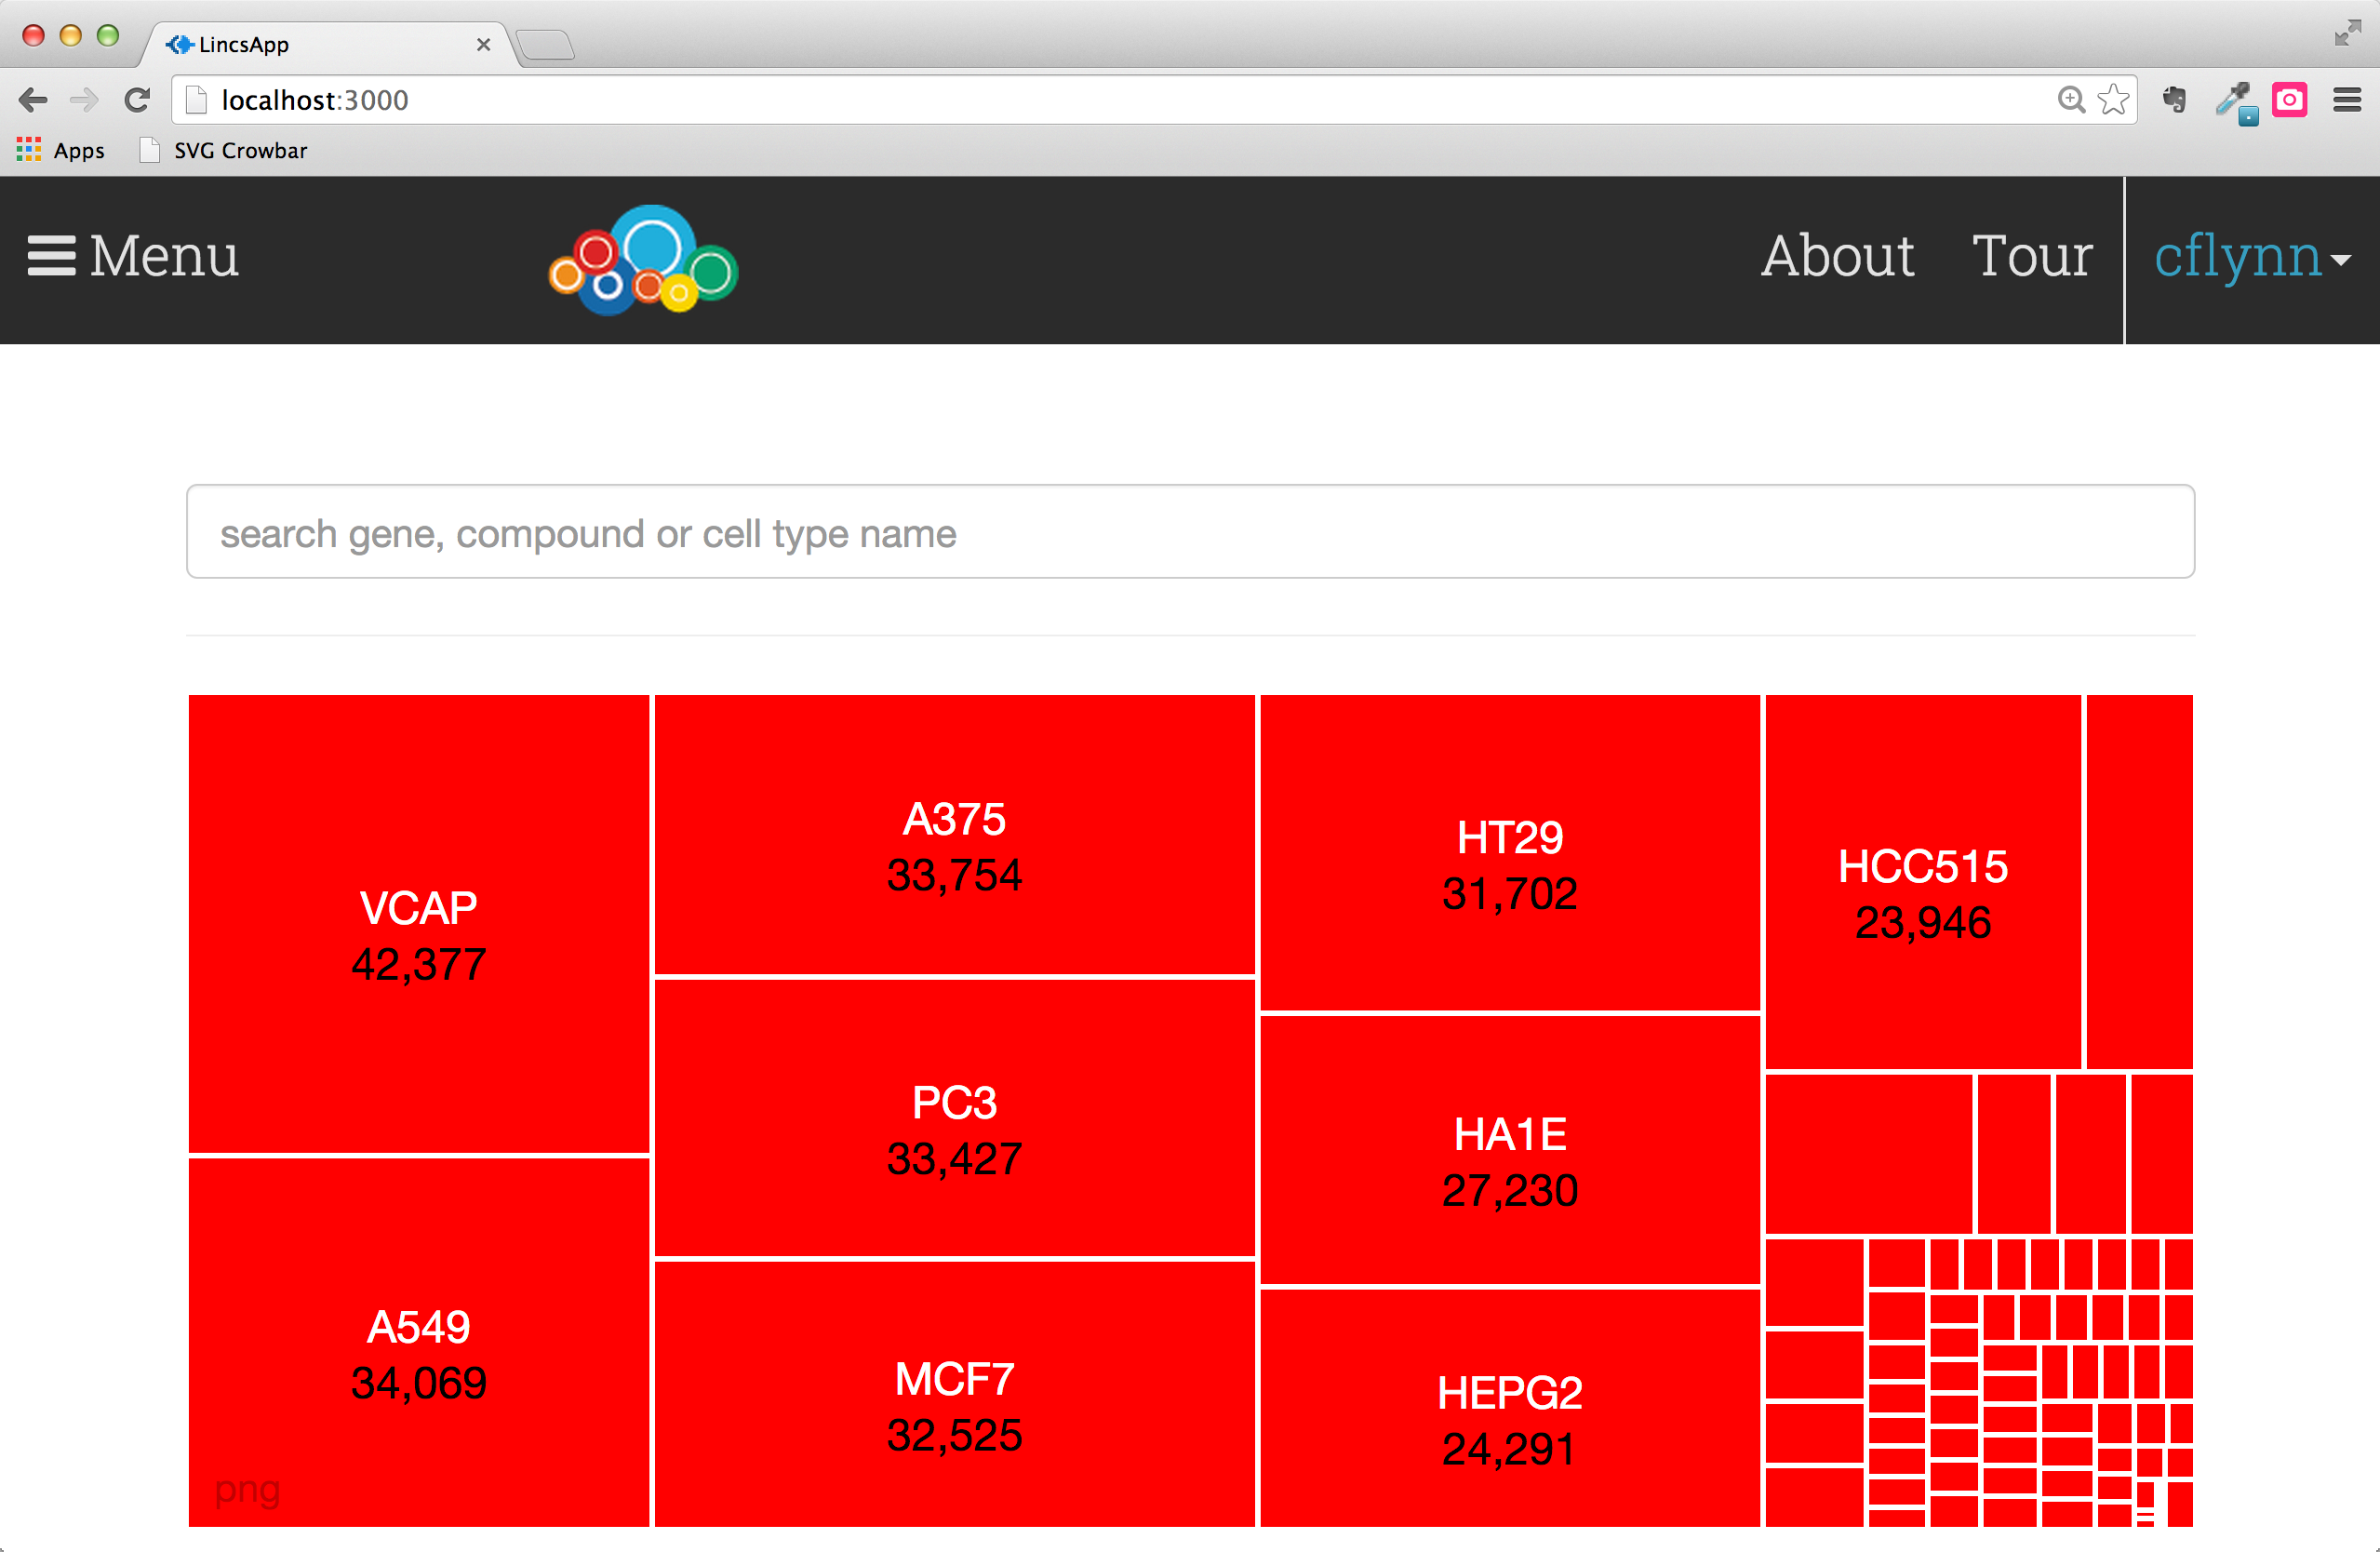 LincsApp
localhost:3000
Apps
SVG Crowbar
Menu
About
Tour
cflynn
search gene, compound or cell type name
VCAP
42,377
A549
34,069
png
A375
33,754
PC3
33,427
MCF7
32,525
HT29
31,702
HA1E
27,230
HEPG2
24,291
HCC515
23,946